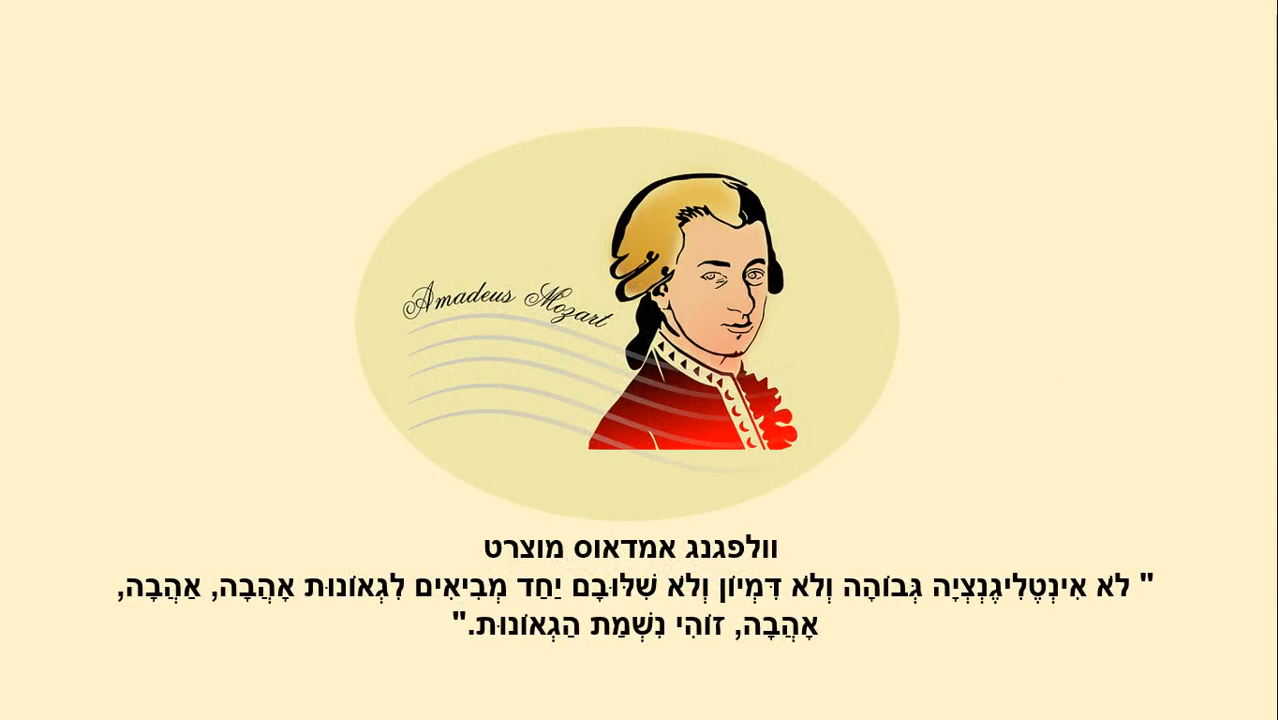 Amadeus Mozart
וולפגנג אמדאוס מוצרט
" לֹא אִינְטֶלִיגֶנְצְיָה גְּבוֹהָה וְלֹא דִּמְיוֹן וְלֹא שִׁלּוּבָם יַחַד מְבִיאִים לִגְאוֹנוּת אָהֲבָה, אַהֲבָה,
אָהֲבָה, זוֹהִי נִשְׁמַת הַגְאוֹנוּת."